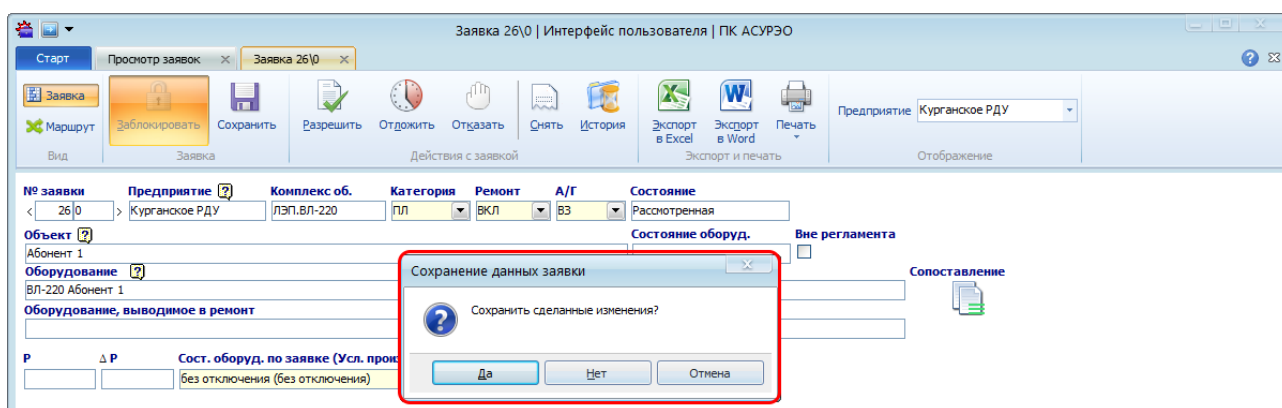 Заявка 26\0 | Интерфейс пользователя | ПК АСУРЭО
Старт Просмотр заявок Заявка 26\0
Заявка
Маршрут
Заблокировать Сохранить Разрешить Отложить Отказать Снять История Экспорт в Excel Экспорт в Word Печать
Предприятие Курганское РДУ
Вид Заявка Действия с заявкой Экспорт и печать Отображение
№ заявки Предприятие ? Комплекс об. Категория Ремонт А/Г Состояние
< 26 0 > Курганское РДУ ЛЭП.ВЛ-220 ПЛ ВКЛ ВЗ Рассмотренная
Объект ? Состояние оборуд. Вне регламента
Абонент 1
Оборудование ? Сопоставление
ВЛ-220 Абонент 1
Оборудование, выводимое в ремонт
Сохранение данных заявки
Сохранить сделанные изменения?
Да Нет Отмена
Р Δ Р Сост. оборуд. по заявке (Усл. прои
без отключения (без отключения)